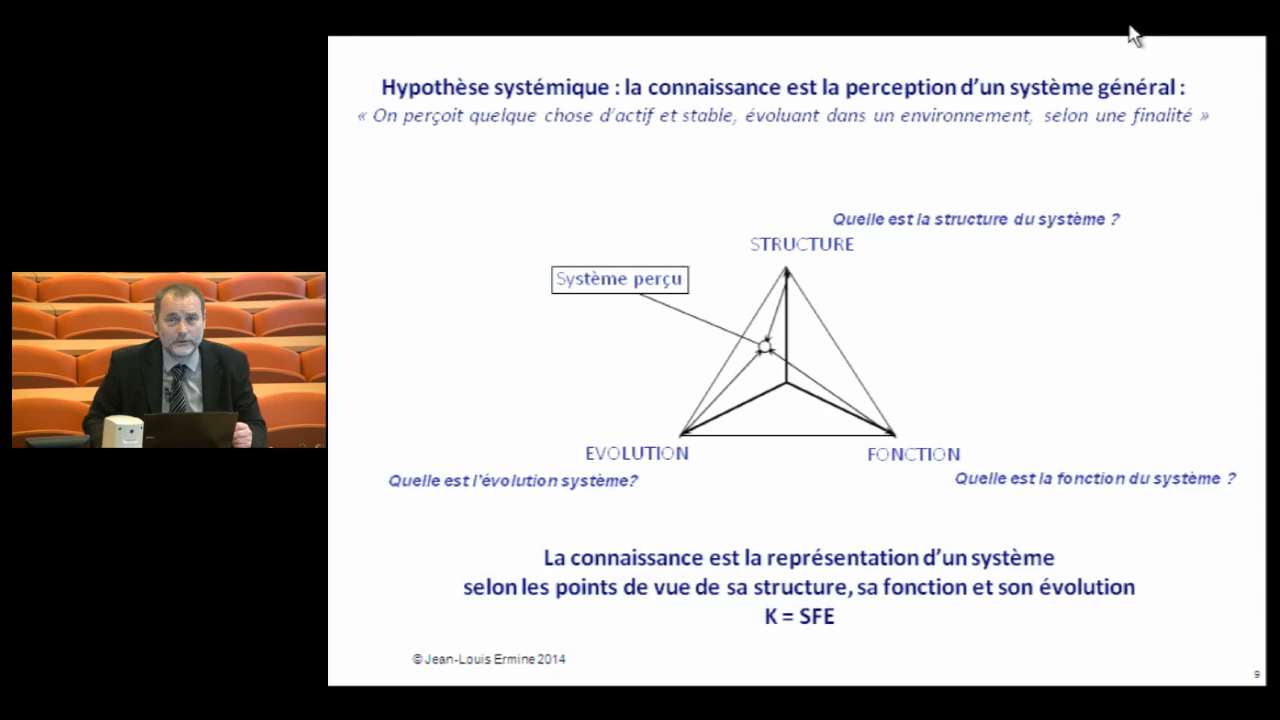 Hypothèse systémique : la connaissance est la perception d'un système général :
« On perçoit quelque chose d'actif et stable, évoluant dans un environnement, selon une finalité »
Quelle est la structure du système ?
STRUCTURE
Système perçu
EVOLUTION
FONCTION
Quelle est l'évolution système?
Quelle est la fonction du système ?
La connaissance est la représentation d'un système
selon les points de vue de sa structure, sa fonction et son évolution
K = SFE
© Jean-Louis Ermine 2014
9